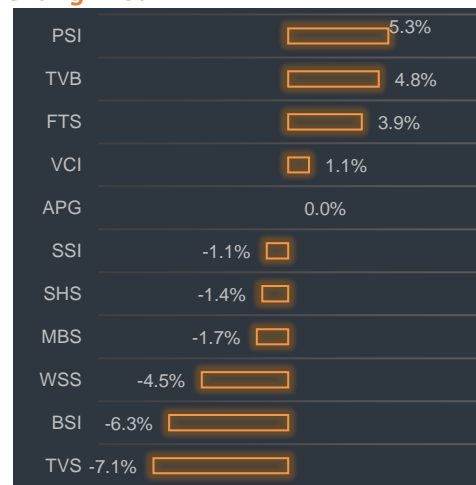 PSI 5.3%
TVB 4.8%
FTS 3.9%
VCI 1.1%
APG 0.0%
SSI -1.1%
SHS -1.4%
MBS -1.7%
WSS -4.5%
BSI -6.3%
TVS -7.1%